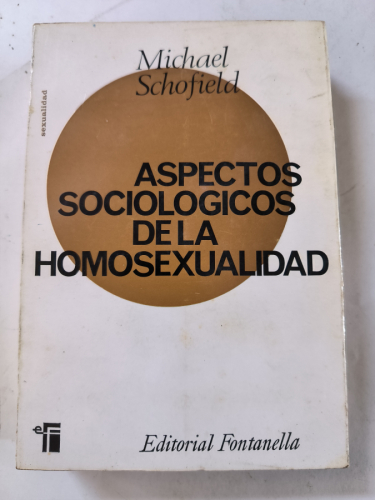 Michael
Schofield
sexualidad
ASPECTOS
SOCIOLOGICOS
DE LA
HOMOSEXUALIDAD
Editorial Fontanella